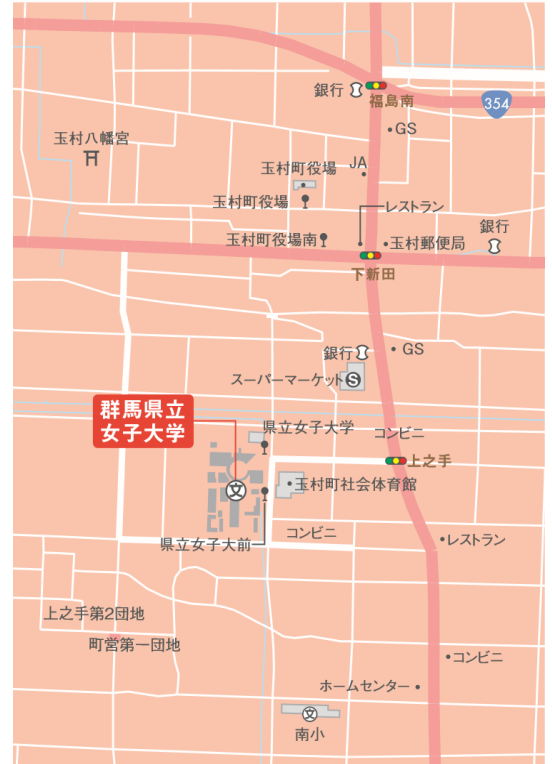 銀行
福島南
354
GS
玉村八幡宮
JA
玉村町役場
玉村町役場
レストラン
玉村町役場南
玉村郵便局
銀行
下新田
銀行
GS
スーパーマーケット
S
群馬県立
女子大学
県立女子大学
コンビニ
上之手
玉村町社会体育館
文
コンビニ
県立女子大前
レストラン
上之手第2団地
町営第一団地
コンビニ
ホームセンター
文
南小